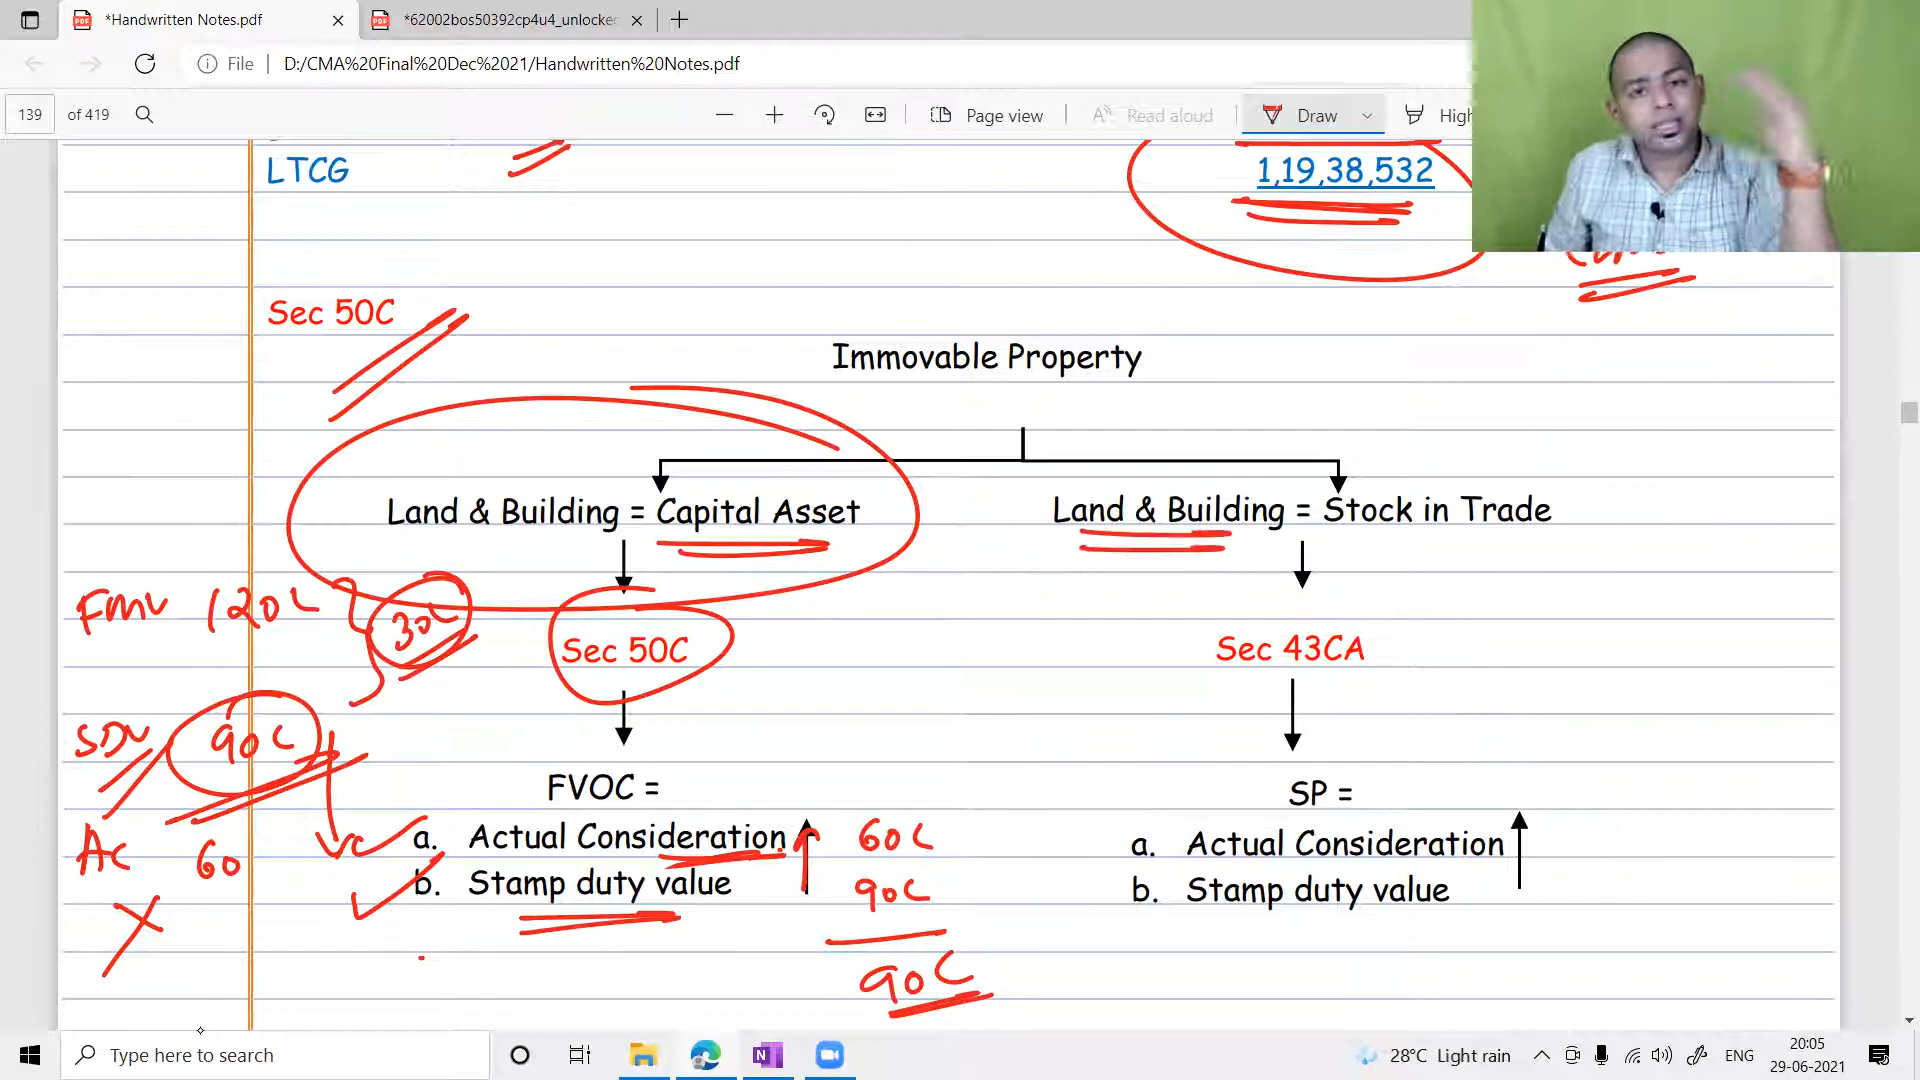 *Handwritten Notes.pdf
*62002bos50392cp4u4_unlocked
File
D:/CMA%20Final%20Dec%2021/Handwritten%20Notes.pdf
139 of 419
Page view
Read aloud
Draw
High
LTCG
1,19,38,532
Sec 50C
Immovable Property
Land & Building = Capital Asset
Land & Building = Stock in Trade
FMV 120L
30L
Sec 50C
Sec 43CA
SDV 90L
FVOC =
SP =
AC 60
a. Actual Consideration
60L
a. Actual Consideration
b. Stamp duty value
90L
b. Stamp duty value
90L
Type here to search
28°C Light rain
ENG
20:05
29-06-2021